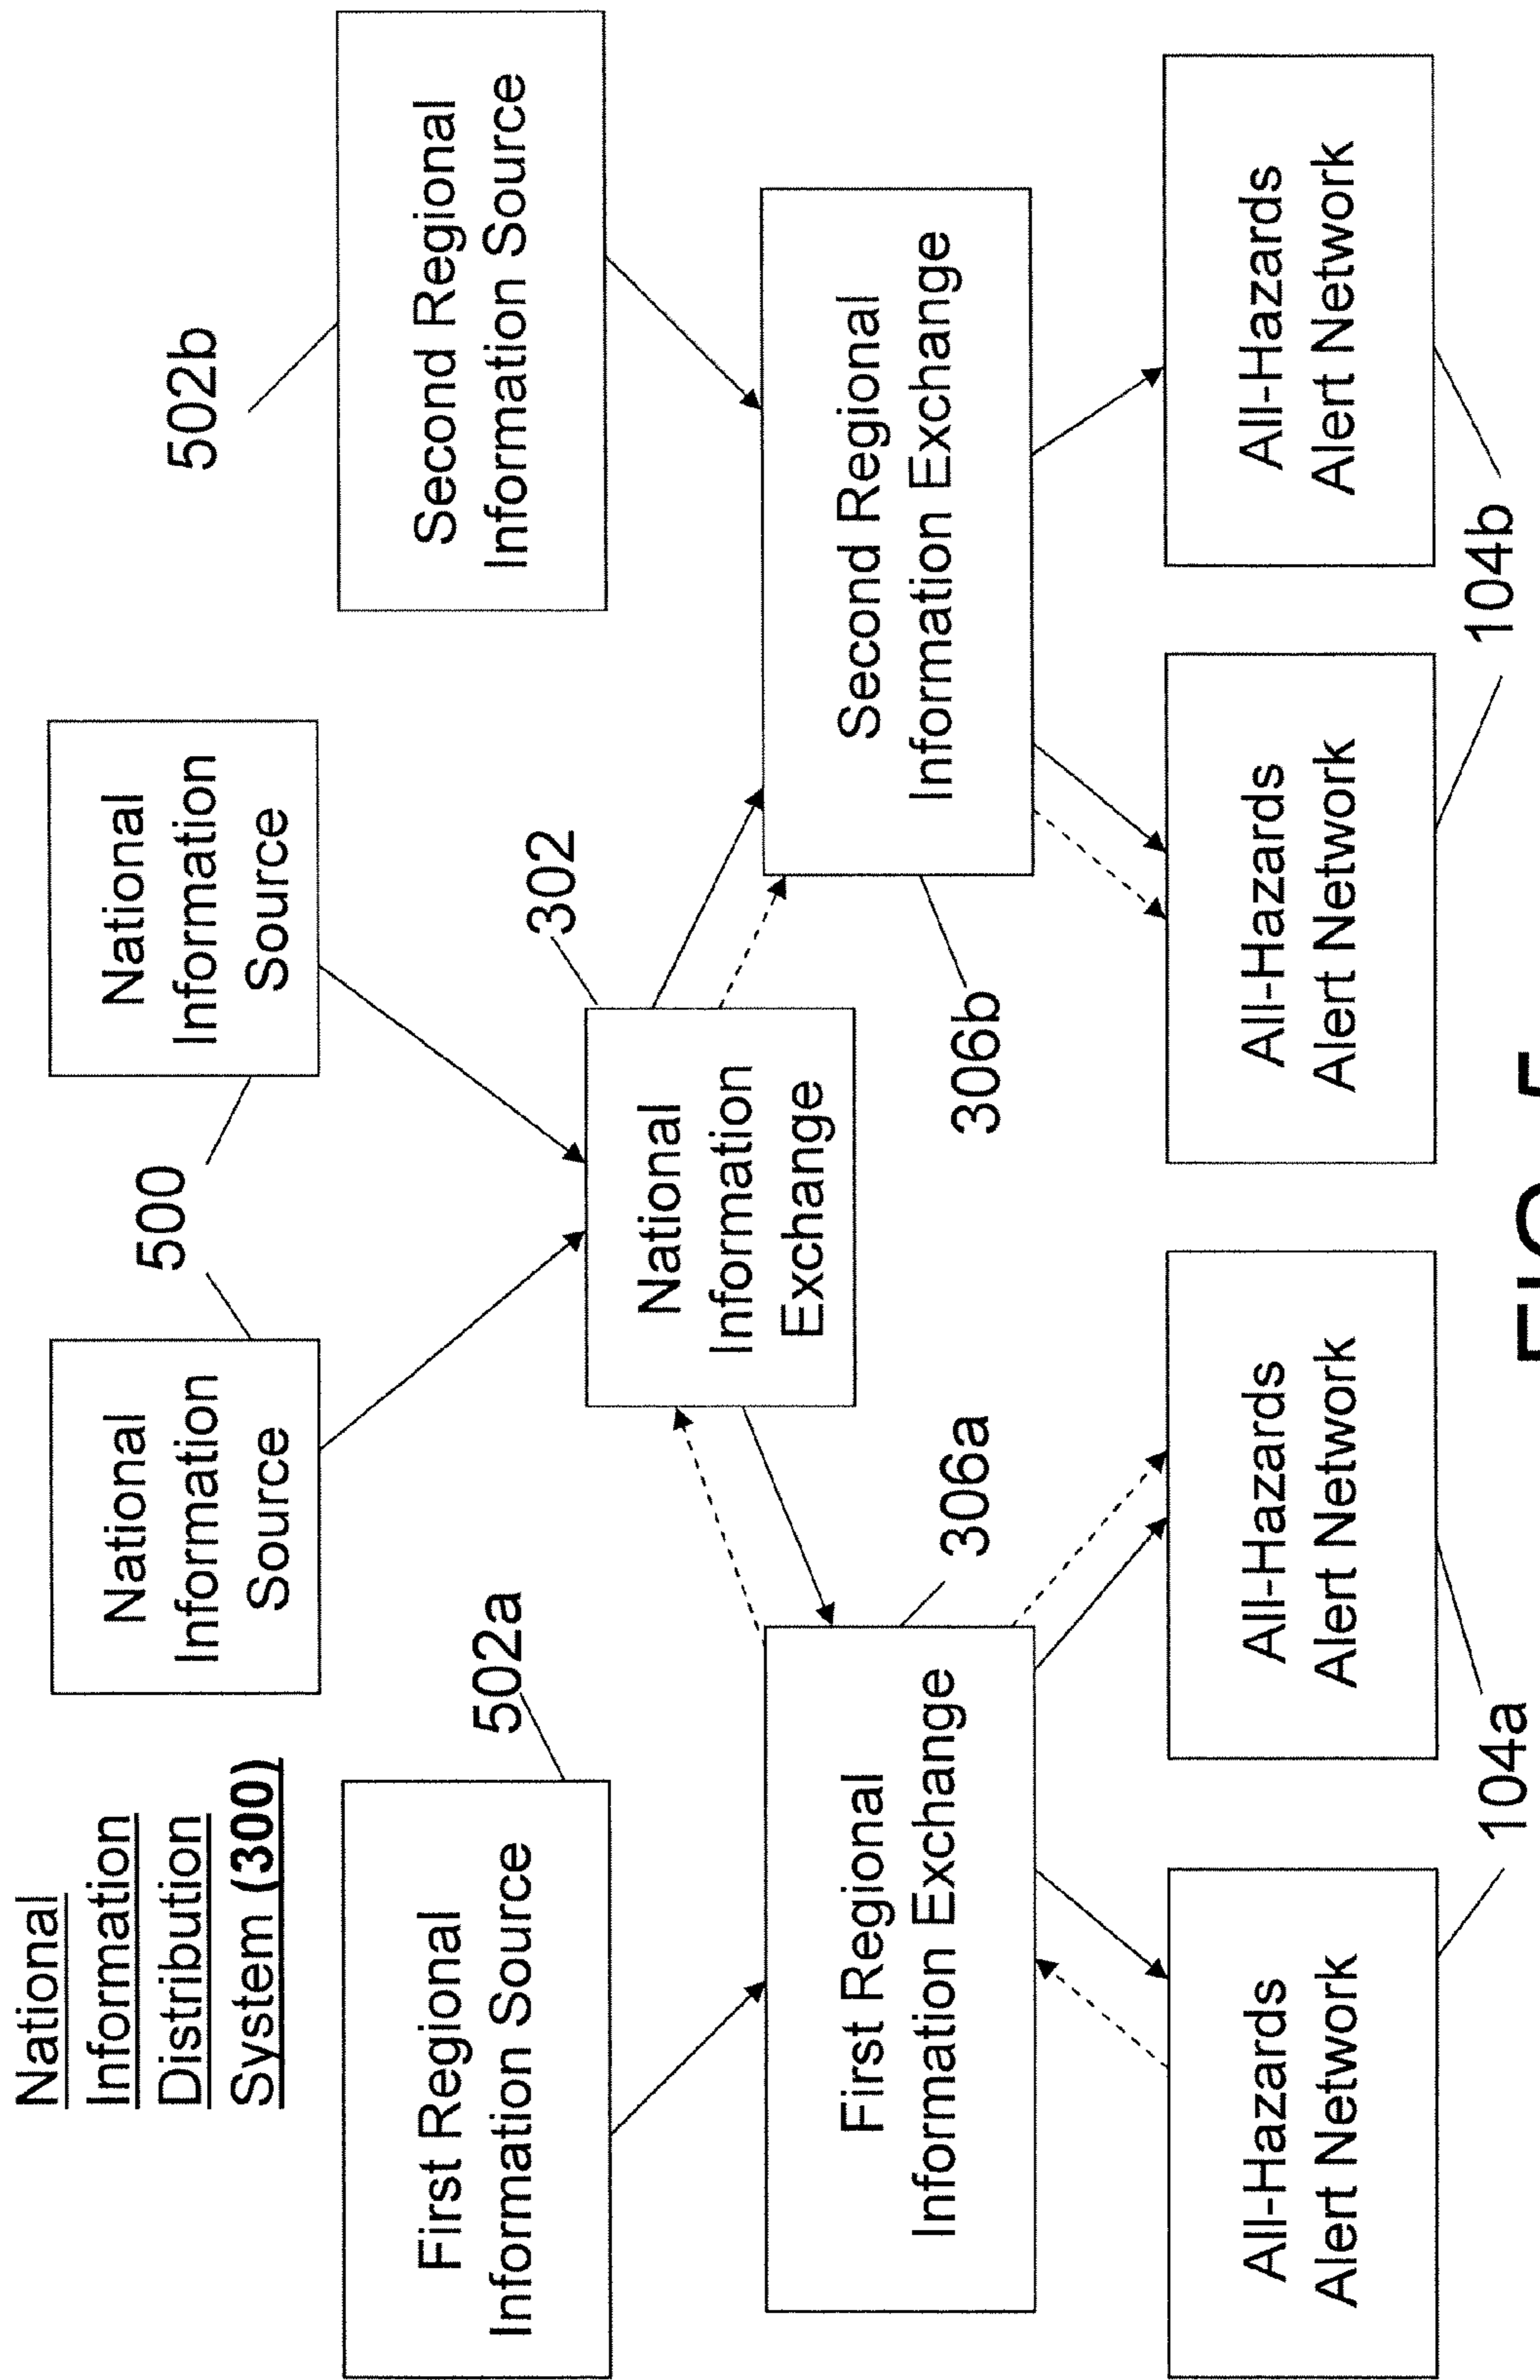 National
Information
Distribution
System (300)
National
Information
Source
500
National
Information
Source
502b
First Regional
Information Source
502a
Second Regional
Information Source
302
National
Information
Exchange
First Regional
Information Exchange
306a
306b
Second Regional
Information Exchange
All-Hazards
Alert Network
All-Hazards
Alert Network
All-Hazards
Alert Network
All-Hazards
Alert Network
104a
104b